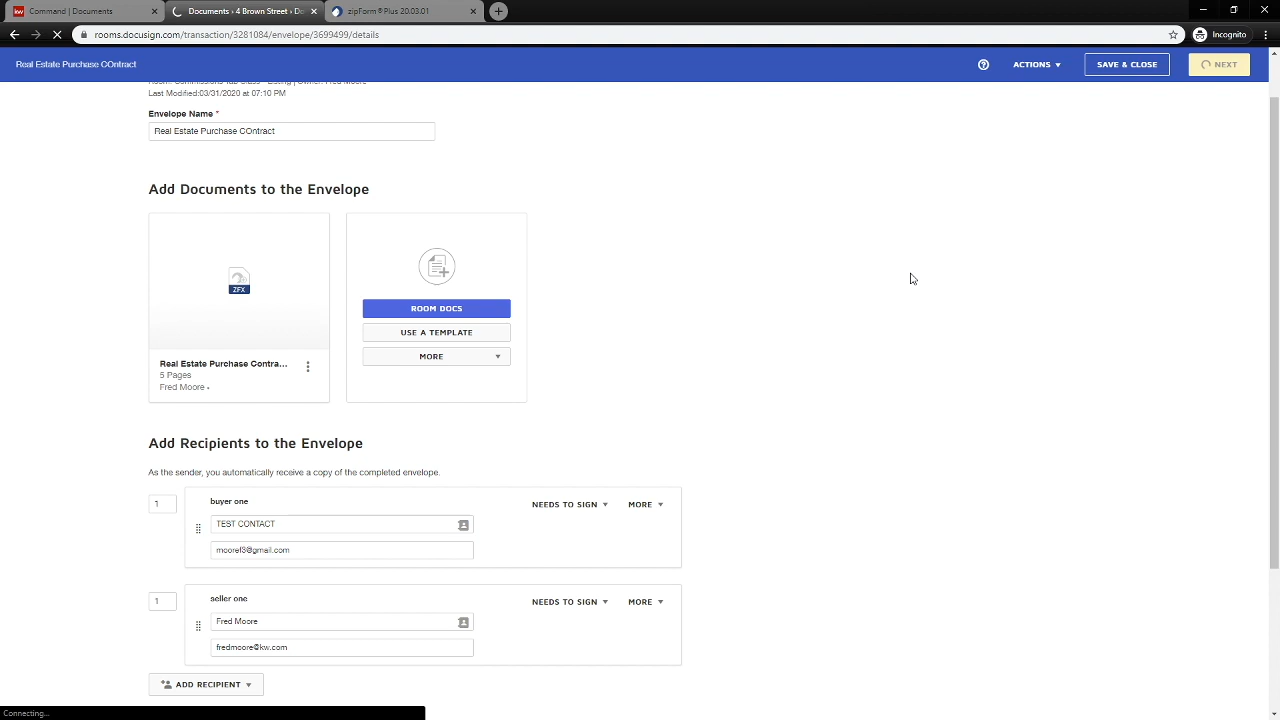 Command | Documents
Documents › 4 Brown Street › Do
zipForm® Plus 20.03.01
rooms.docusign.com/transaction/3281084/envelope/3699499/details
Incognito
Real Estate Purchase COntract
ACTIONS
SAVE & CLOSE
NEXT
Last Modified:03/31/2020 at 07:10 PM
Envelope Name *
Real Estate Purchase COntract
Add Documents to the Envelope
ZFX
ROOM DOCS
USE A TEMPLATE
MORE
Real Estate Purchase Contra...
5 Pages
Fred Moore •
Add Recipients to the Envelope
As the sender, you automatically receive a copy of the completed envelope.
1
buyer one
NEEDS TO SIGN
MORE
TEST CONTACT
mooref3@gmail.com
1
seller one
NEEDS TO SIGN
MORE
Fred Moore
fredmoore@kw.com
ADD RECIPIENT
Connecting...